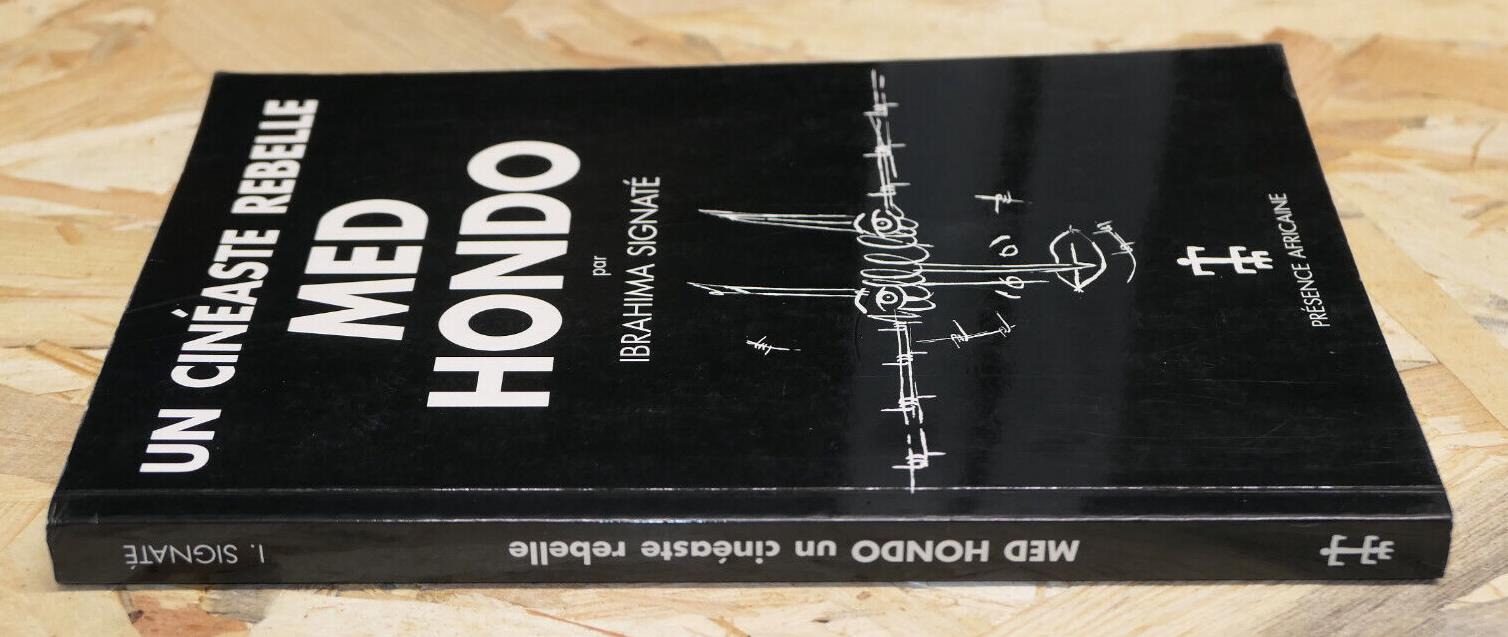 UN CINÉASTE REBELLE
MED
HONDO
par
IBRAHIMA SIGNATÉ
PRÉSENCE AFRICAINE
MED HONDO un cinéaste rebelle
I. SIGNATÉ